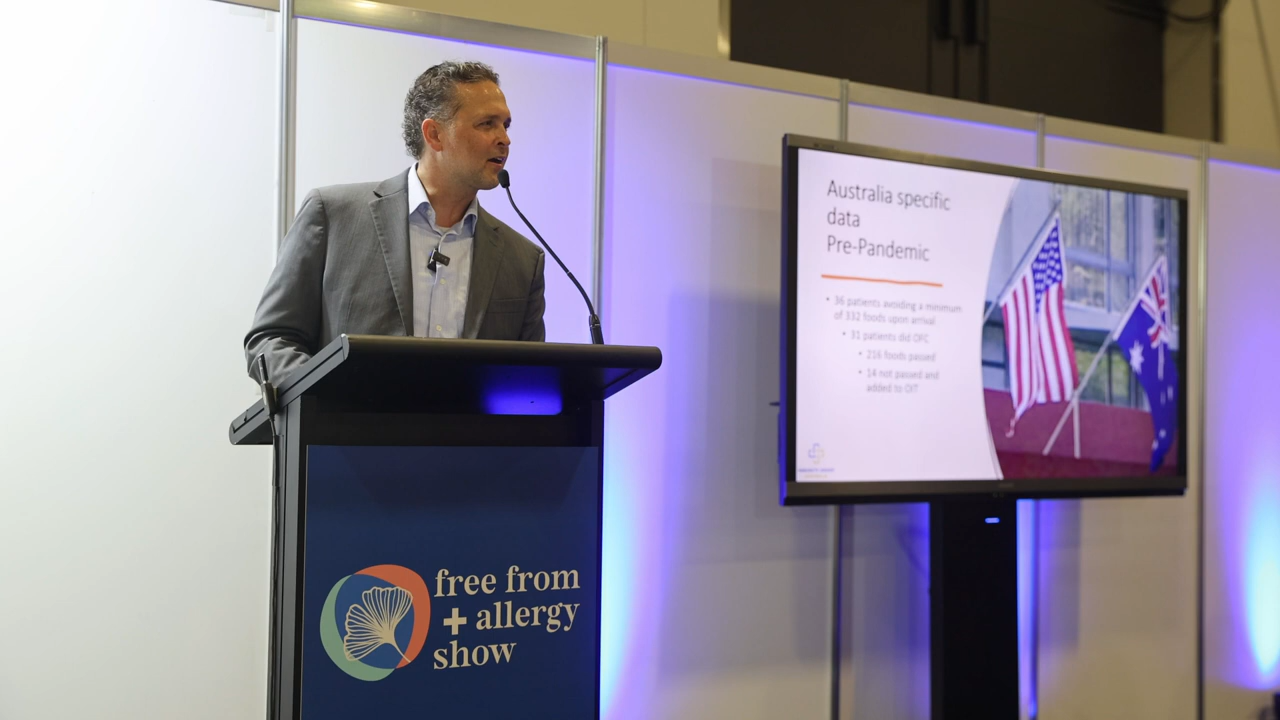 Australia specific
data
Pre-Pandemic
36 patients avoiding a minimum
of 332 foods upon arrival
31 patients did OFC
216 foods passed
14 not passed and
added to OIT
free from
+ allergy
show